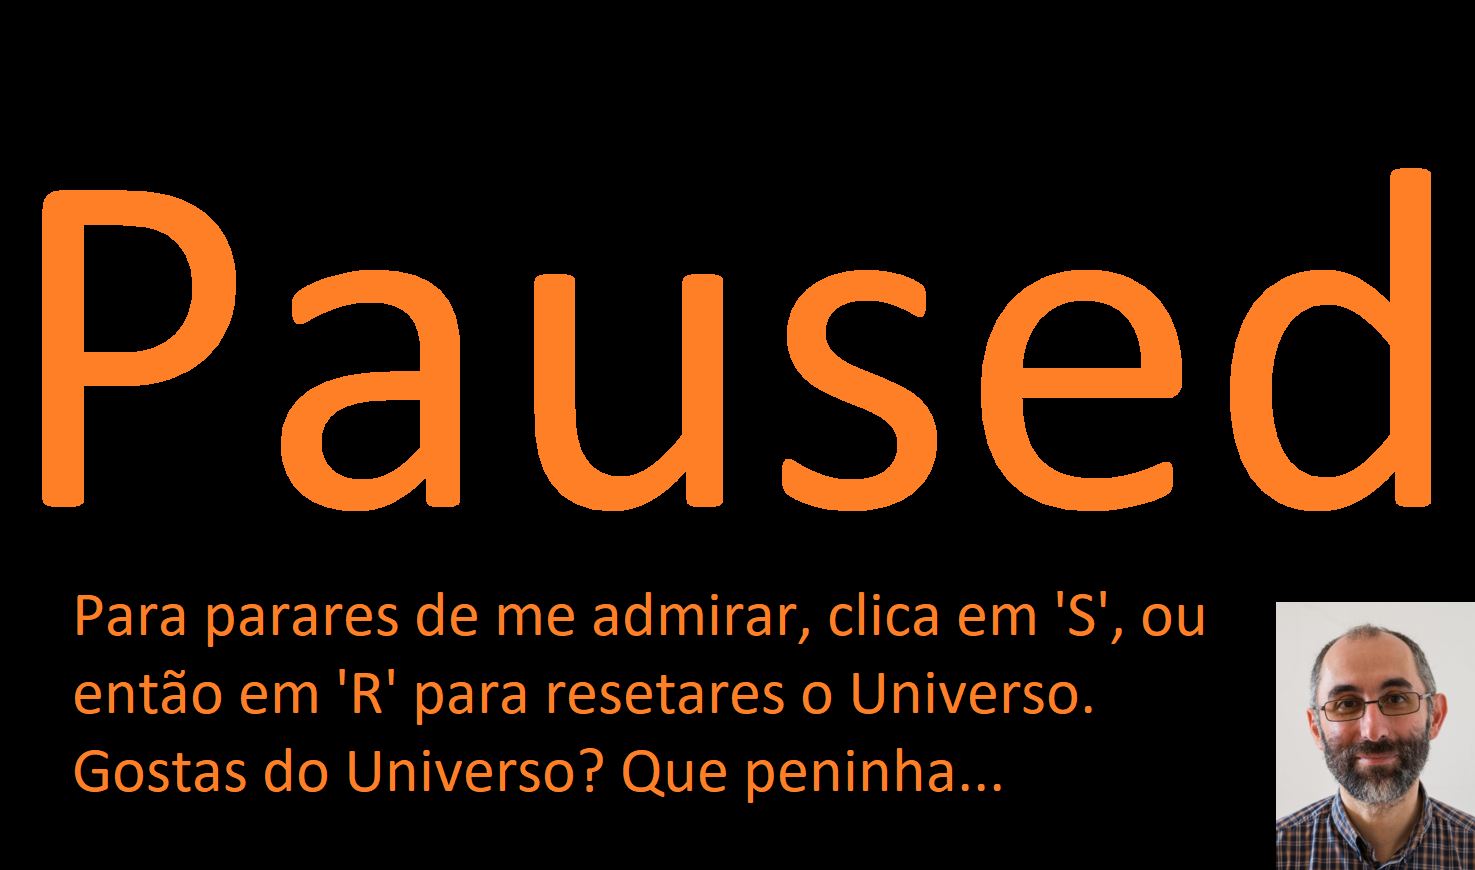 Paused
Para parares de me admirar, clica em 'S', ou
então em 'R' para resetares o Universo.
Gostas do Universo? Que peninha...